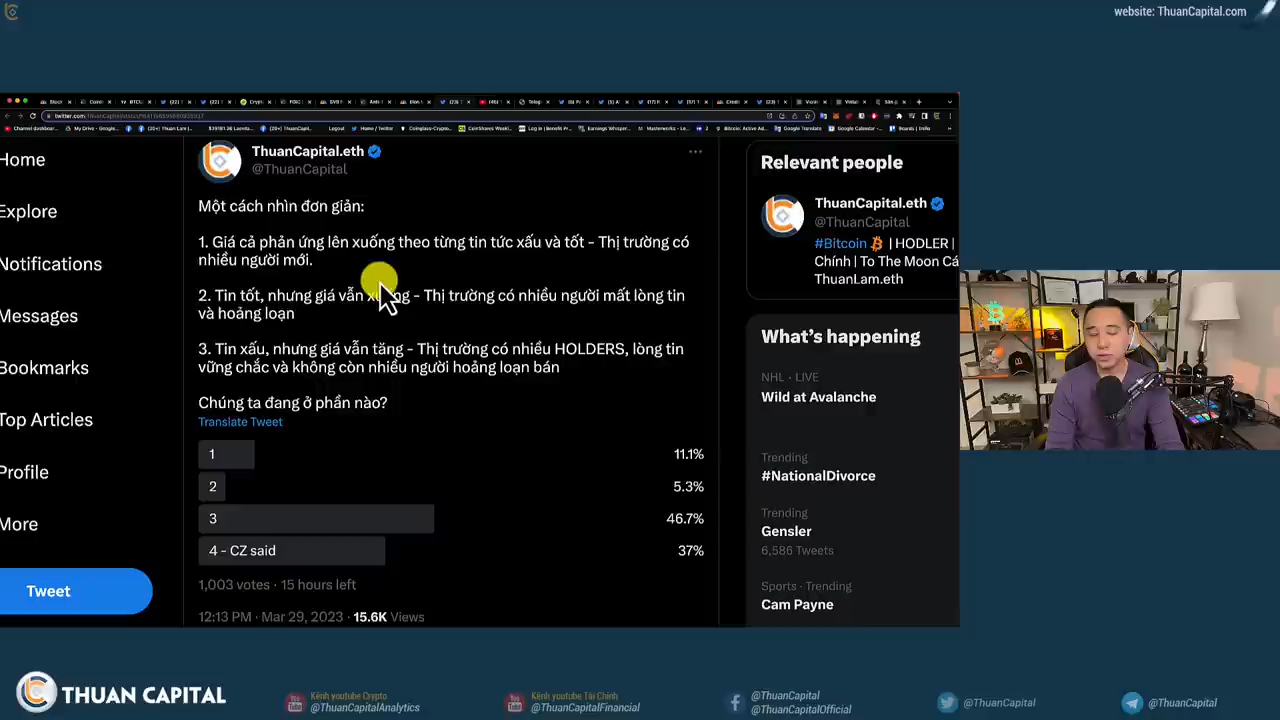 website: ThuanCapital.com
Home
Explore
Notifications
Messages
Bookmarks
Top Articles
Profile
More
Tweet
ThuanCapital.eth
@ThuanCapital
Một cách nhìn đơn giản:
1. Giá cả phản ứng lên xuống theo từng tin tức xấu và tốt - Thị trường có
nhiều người mới.
2. Tin tốt, nhưng giá vẫn xuống - Thị trường có nhiều người mất lòng tin
và hoảng loạn
3. Tin xấu, nhưng giá vẫn tăng - Thị trường có nhiều HOLDERS, lòng tin
vững chắc và không còn nhiều người hoảng loạn bán
Chúng ta đang ở phần nào?
Translate Tweet
1 11.1%
2 5.3%
3 46.7%
4 - CZ said 37%
1,003 votes · 15 hours left
12:13 PM · Mar 29, 2023 · 15.6K Views
Relevant people
ThuanCapital.eth
@ThuanCapital
#Bitcoin | HODLER |
Chính | To The Moon Cá
ThuanLam.eth
What's happening
NHL · LIVE
Wild at Avalanche
Trending
#NationalDivorce
Trending
Gensler
6,586 Tweets
Sports · Trending
Cam Payne
THUAN CAPITAL
Kênh youtube Crypto
@ThuanCapitalAnalytics
Kênh youtube Tài Chính
@ThuanCapitalFinancial
@ThuanCapital
@ThuanCapitalOfficial
@ThuanCapital
@ThuanCapital